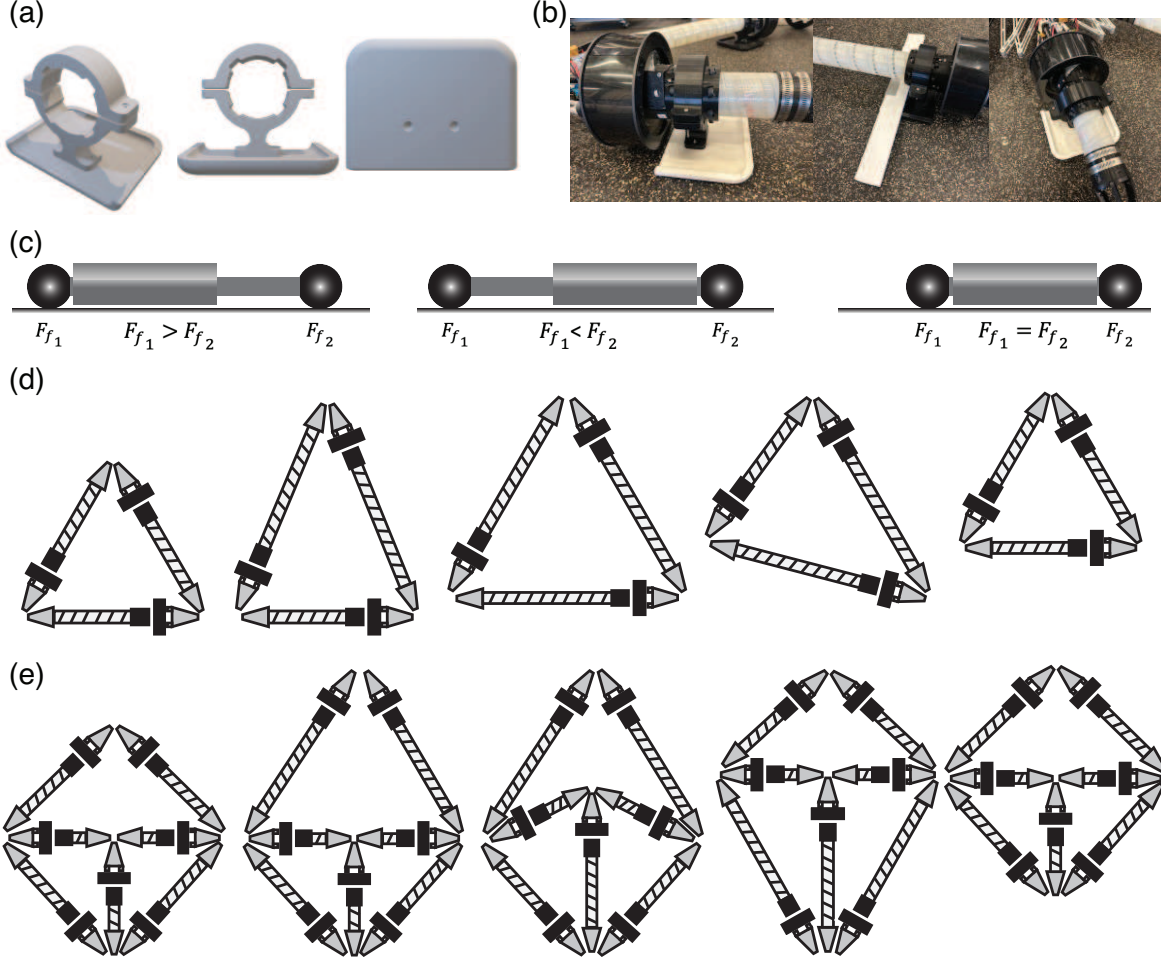 (a)
(b)
(c)
F_{f_1} F_{f_1} > F_{f_2} F_{f_2}
F_{f_1} F_{f_1} < F_{f_2} F_{f_2}
F_{f_1} F_{f_1} = F_{f_2} F_{f_2}
(d)
(e)